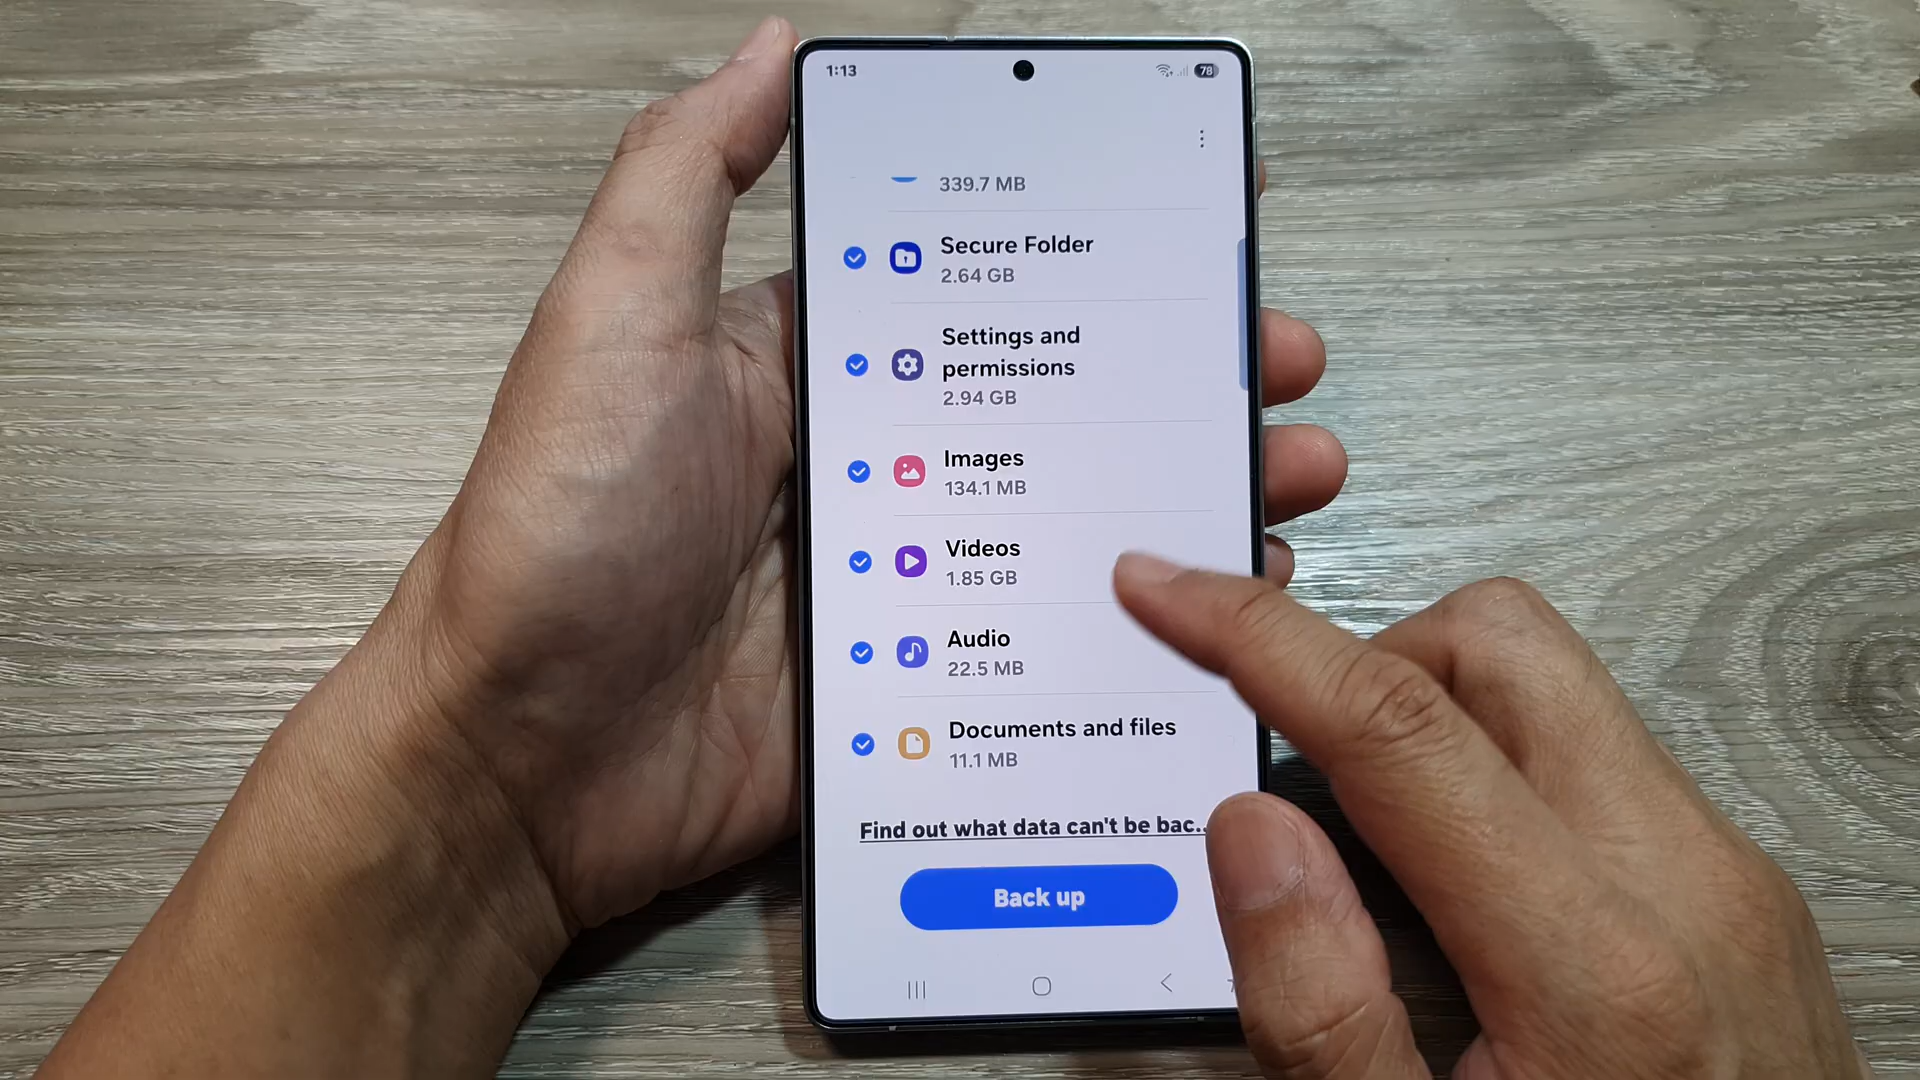 1:13
78
339.7 MB
Secure Folder
2.64 GB
Settings and
permissions
2.94 GB
Images
134.1 MB
Videos
1.85 GB
Audio
22.5 MB
Documents and files
11.1 MB
Find out what data can't be bac..
Back up